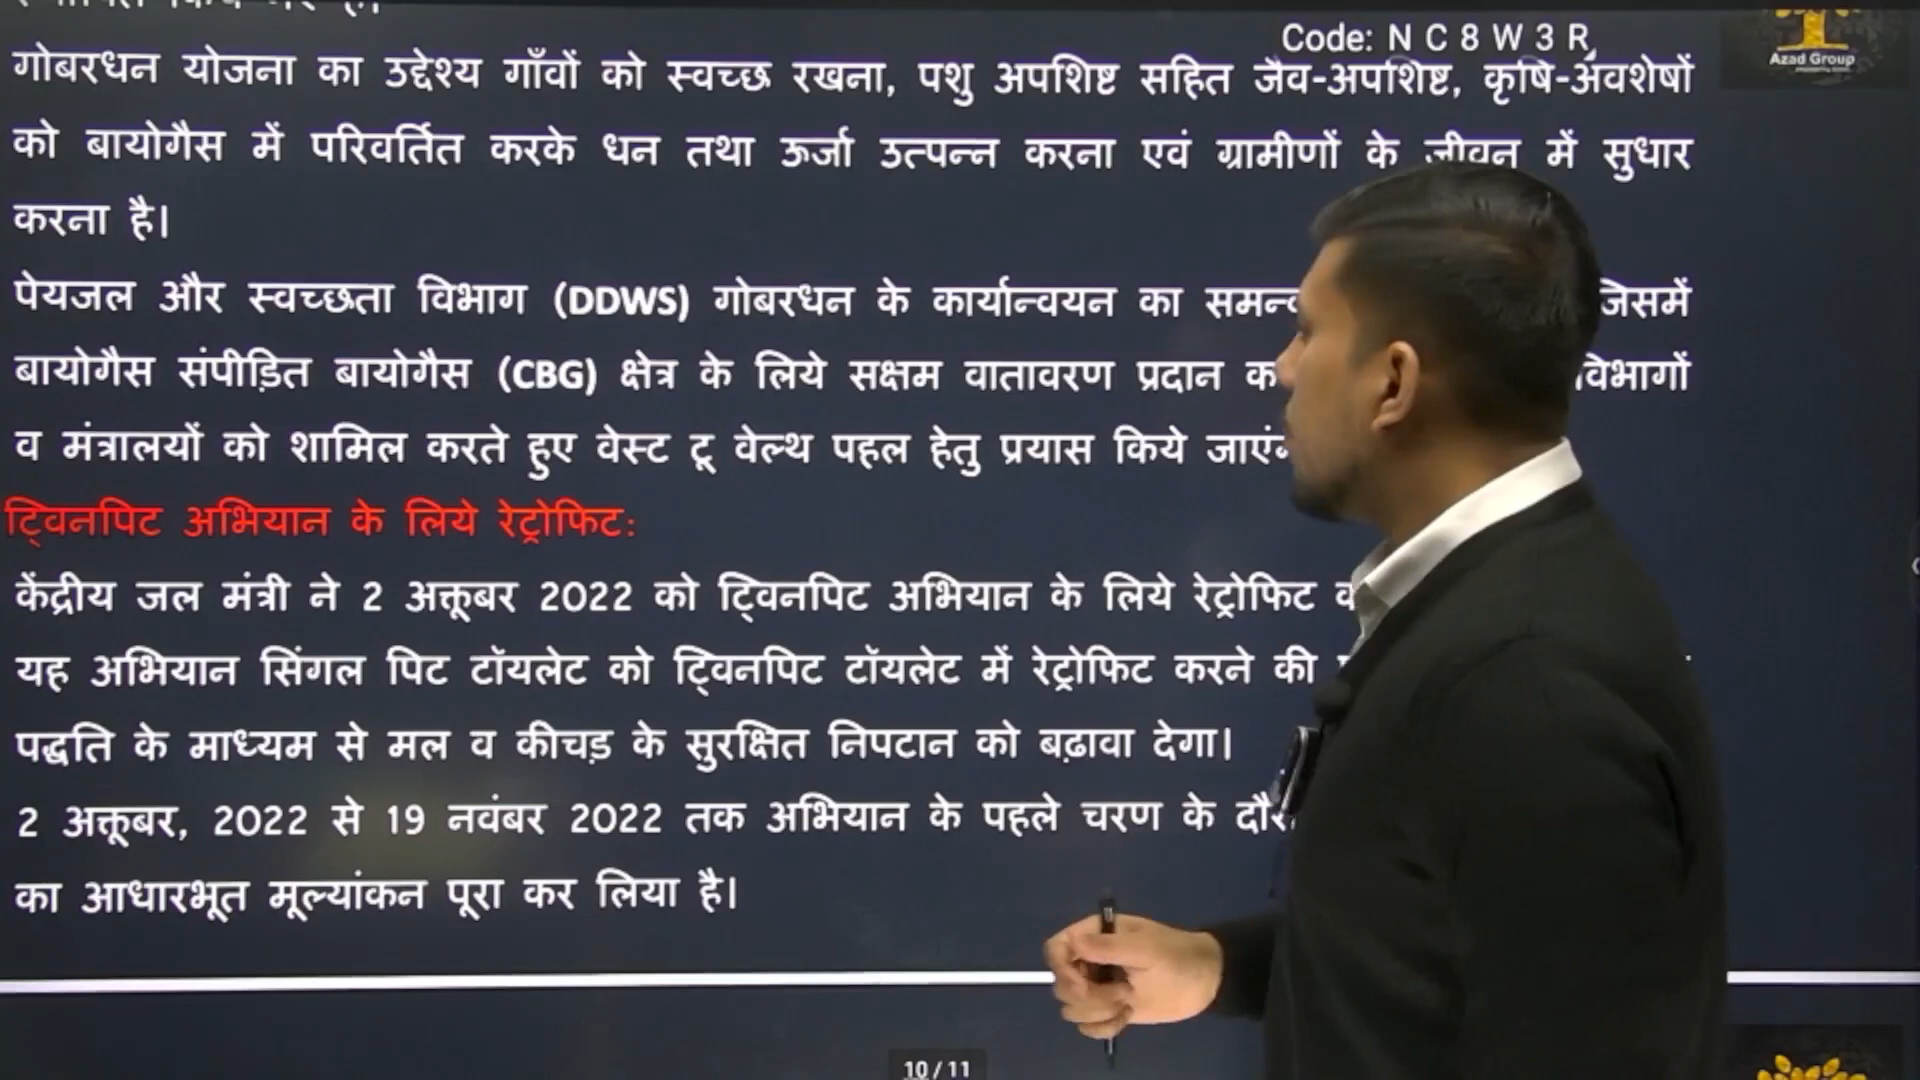 Code: N C 8 W 3 R
Azad Group
गोबरधन योजना का उद्देश्य गाँवों को स्वच्छ रखना, पशु अपशिष्ट सहित जैव-अपशिष्ट, कृषि-अवशेषों
को बायोगैस में परिवर्तित करके धन तथा ऊर्जा उत्पन्न करना एवं ग्रामीणों के जीवन में सुधार
करना है।
पेयजल और स्वच्छता विभाग (DDWS) गोबरधन के कार्यान्वयन का जिसमें
बायोगैस संपीड़ित बायोगैस (CBG) क्षेत्र के लिये सक्षम वातावरण प्रदान विभागों
व मंत्रालयों को शामिल करते हुए वेस्ट टू वेल्थ पहल हेतु प्रयास किये
ट्विनपिट अभियान के लिये रेट्रोफिट:
केंद्रीय जल मंत्री ने 2 अक्तूबर 2022 को ट्विनपिट अभियान के लिये रेट्रोफिट
यह अभियान सिंगल पिट टॉयलेट को ट्विनपिट टॉयलेट में रेट्रोफिट करने की
पद्धति के माध्यम से मल व कीचड़ के सुरक्षित निपटान को बढ़ावा देगा।
2 अक्तूबर, 2022 से 19 नवंबर 2022 तक अभियान के पहले चरण के
का आधारभूत मूल्यांकन पूरा कर लिया है।
10 / 11